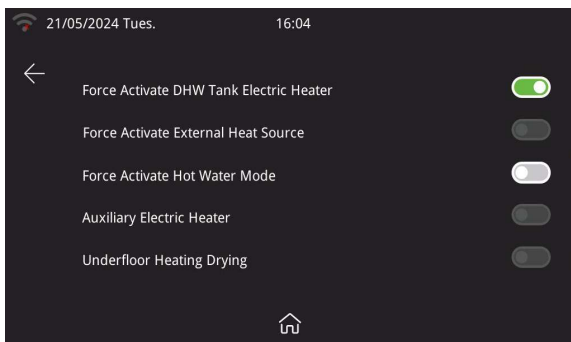 21/05/2024 Tues. 16:04
Force Activate DHW Tank Electric Heater
Force Activate External Heat Source
Force Activate Hot Water Mode
Auxiliary Electric Heater
Underfloor Heating Drying